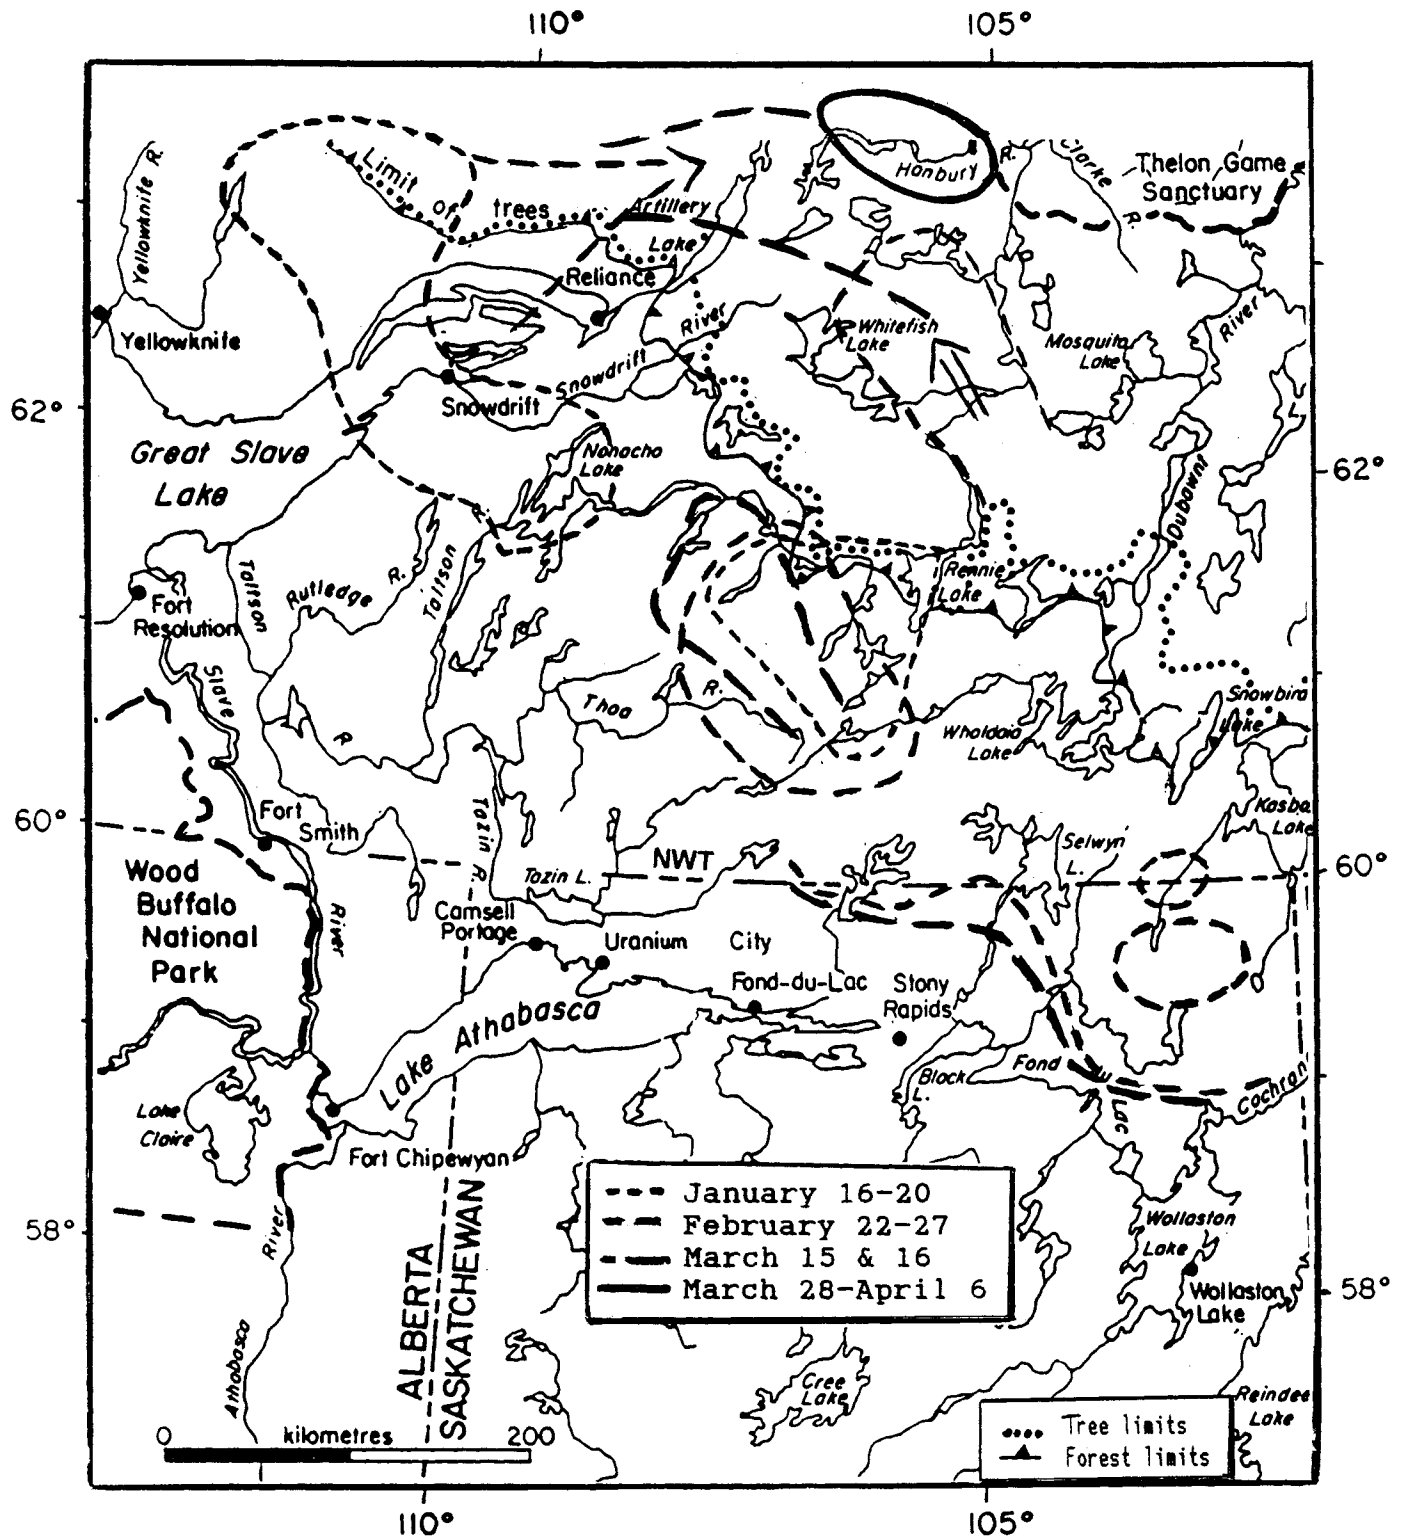 110°
105°
Yellowknife R.
Limit
of
trees
Artillery
Lake
Hanbury
R.
Clarke
R.
Thelon Game
Sanctuary
Reliance
Yellowknife
Snowdrift
River
Snowdrift
Whitefish
Lake
Mosquito
Lake
River
Dubawnt
62°
62°
Great Slave
Lake
Nonacho
Lake
Taltson
R.
Rutledge
R.
Taltson
Fort
Resolution
Rennie
Lake
Slave
R.
Thoa
R.
Wholdaia
Lake
Snowbird
Lake
Kasba
Lake
60°
60°
Fort
Smith
Tazin R.
Tazin L.
NWT
Selwyn
L.
Wood
Buffalo
National
Park
River
Camsell
Portage
Uranium City
Fond-du-Lac
Stony
Rapids
Lake Athabasca
Black
L.
Fond
du
Lac
Cochran
Lake
Claire
Fort Chipewyan
58°
58°
River
Athabasca
ALBERTA
SASKATCHEWAN
January 16-20
February 22-27
March 15 & 16
March 28-April 6
Wollaston
Lake
Wollaston
Lake
Cree
Lake
Reindee
Lake
0 kilometres 200
Tree limits
Forest limits
110°
105°